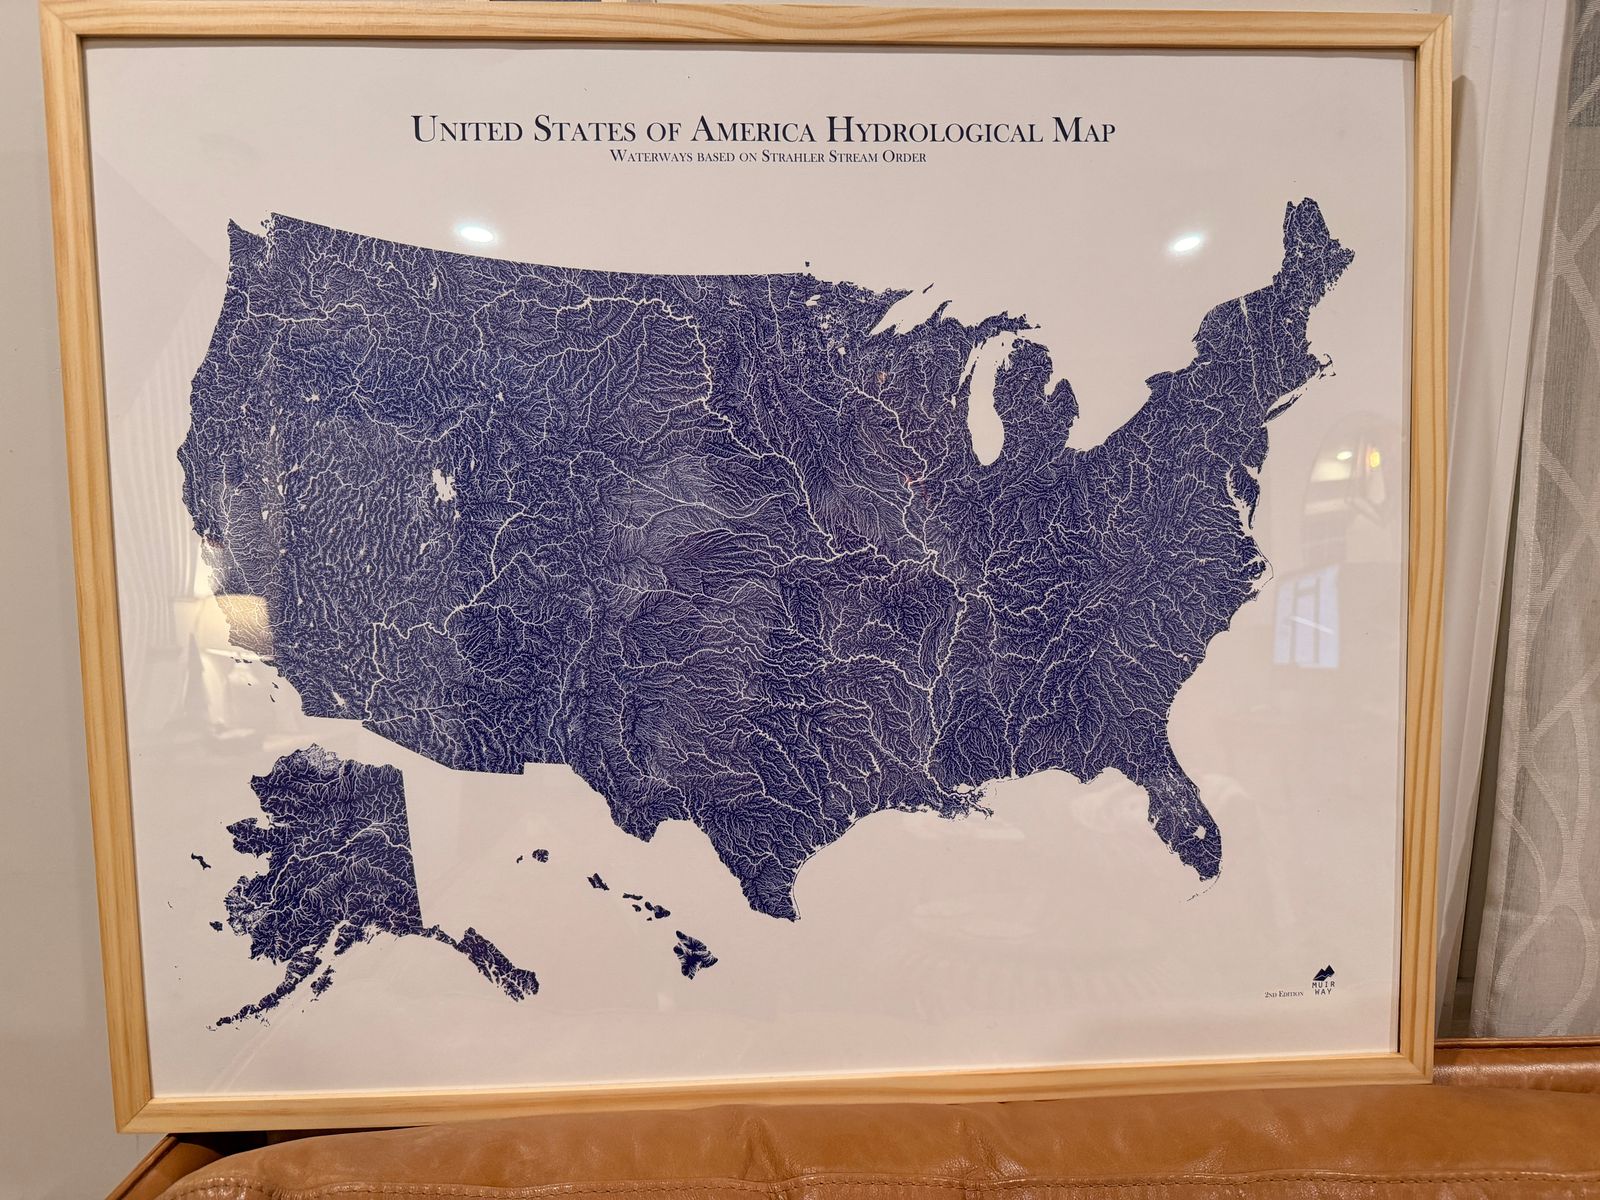 United States of America Hydrological Map
Waterways based on Strahler Stream Order
2nd Edition
MUIR
WAY